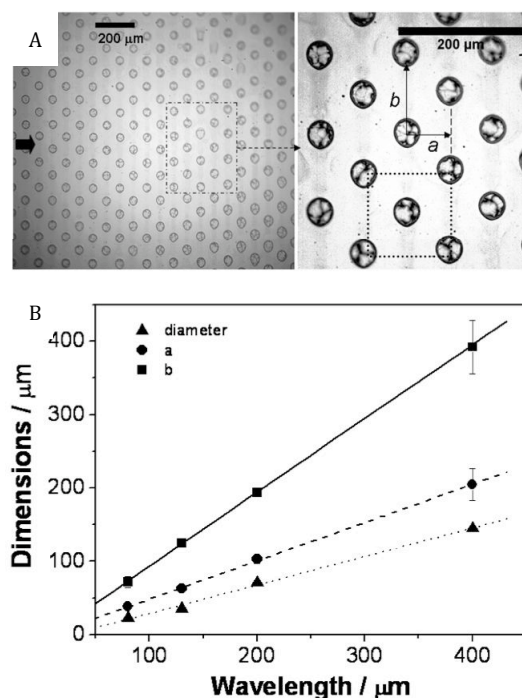 A
200 μm
200 μm
b
a
B
400
300
200
100
0
diameter
a
b
Dimensions / μm
100
200
300
400
Wavelength / μm